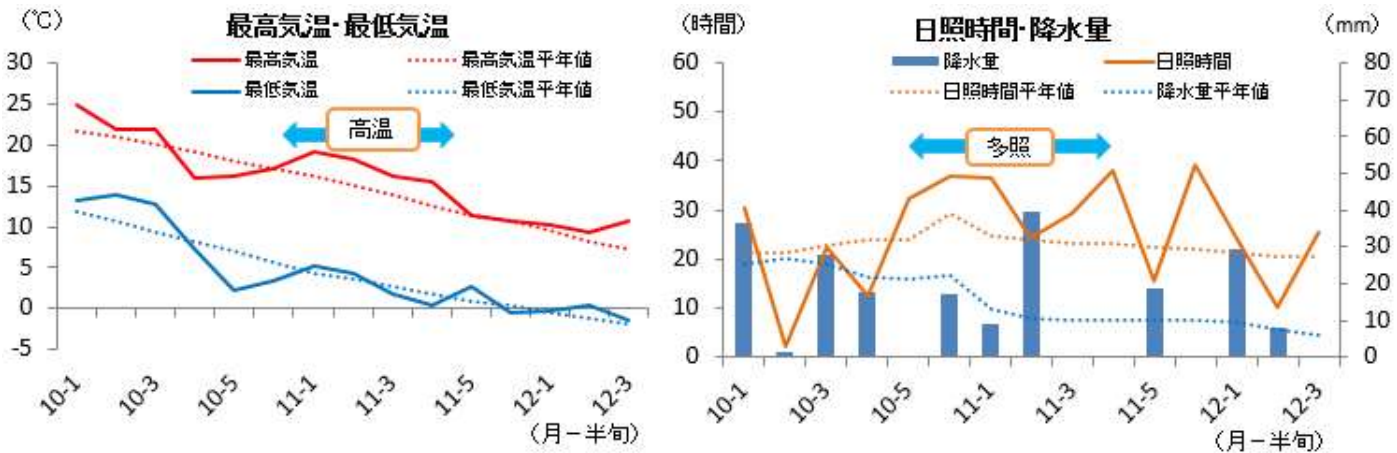 (℃)
最高気温・最低気温
最高気温
最高気温平年値
最低気温
最低気温平年値
高温
30
25
20
15
10
5
0
-5
10-1
10-3
10-5
11-1
11-3
11-5
12-1
12-3
(月－半旬)
(時間)
日照時間・降水量
(mm)
降水量
日照時間
日照時間平年値
降水量平年値
多照
60
50
40
30
20
10
0
80
70
60
50
40
30
20
10
0
10-1
10-3
10-5
11-1
11-3
11-5
12-1
12-3
(月－半旬)